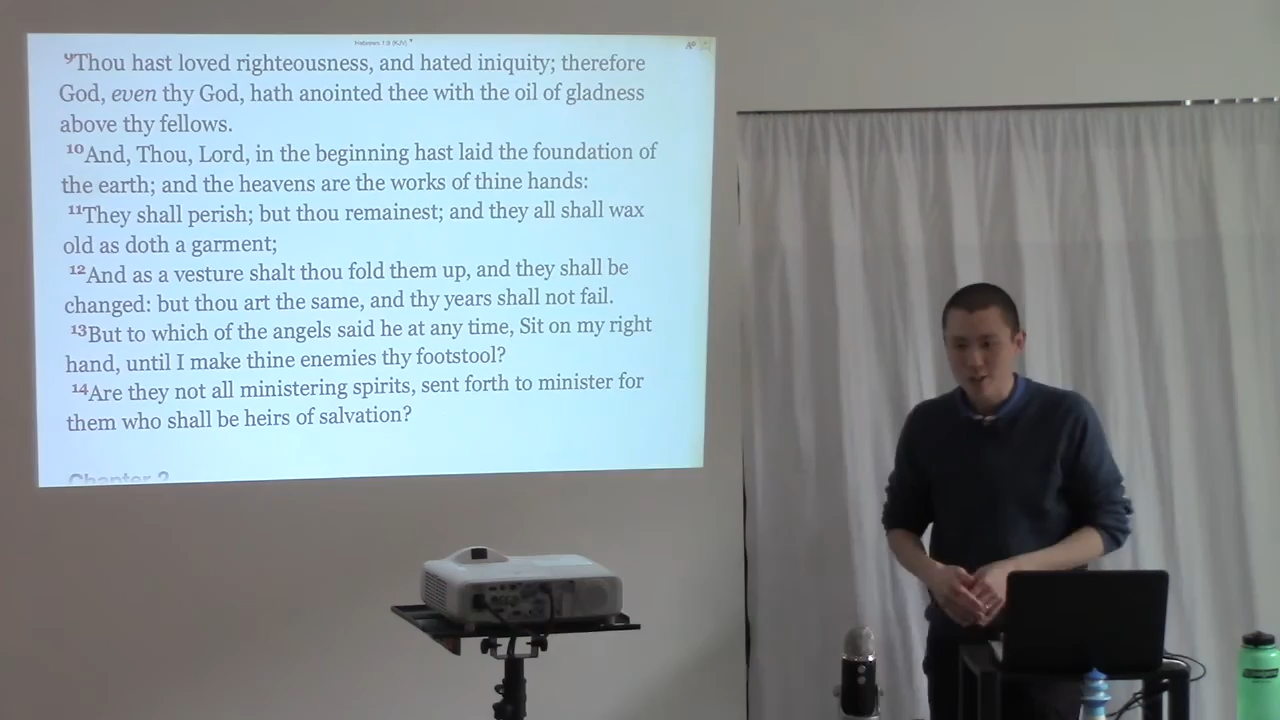 Hebrews 1:9 (KJV)
9Thou hast loved righteousness, and hated iniquity; therefore
God, even thy God, hath anointed thee with the oil of gladness
above thy fellows.
10And, Thou, Lord, in the beginning hast laid the foundation of
the earth; and the heavens are the works of thine hands:
11They shall perish; but thou remainest; and they all shall wax
old as doth a garment;
12And as a vesture shalt thou fold them up, and they shall be
changed: but thou art the same, and thy years shall not fail.
13But to which of the angels said he at any time, Sit on my right
hand, until I make thine enemies thy footstool?
14Are they not all ministering spirits, sent forth to minister for
them who shall be heirs of salvation?
Chapter 2